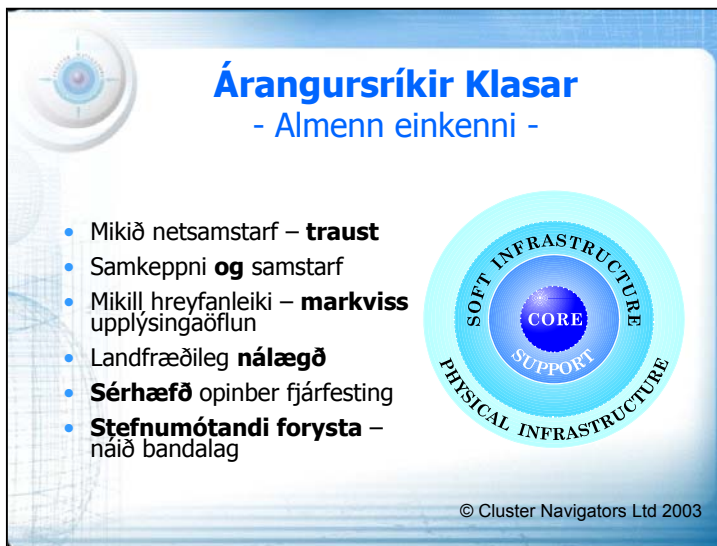 Árangursríkir Klasar
- Almenn einkenni -
• Mikið netsamstarf – traust
• Samkeppni og samstarf
• Mikill hreyfanleiki – markviss
upplýsingaöflun
• Landfræðileg nálægð
• Sérhæfð opinber fjárfesting
• Stefnumótandi forysta –
náið bandalag
SOFT INFRASTRUCTURE
CORE
SUPPORT
PHYSICAL INFRASTRUCTURE
© Cluster Navigators Ltd 2003